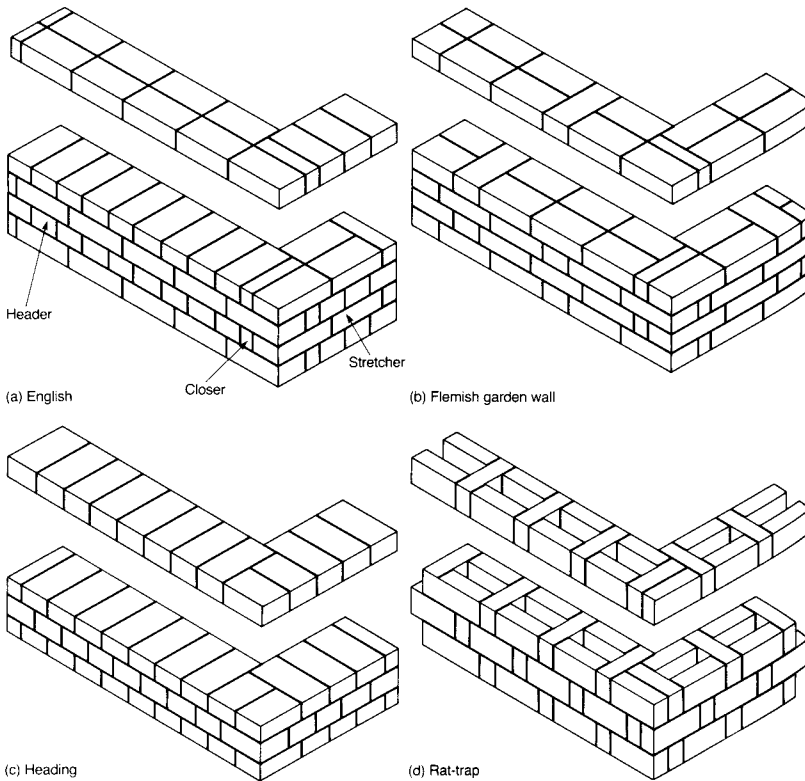 Header
Closer
Stretcher
(a) English
(b) Flemish garden wall
(c) Heading
(d) Rat-trap